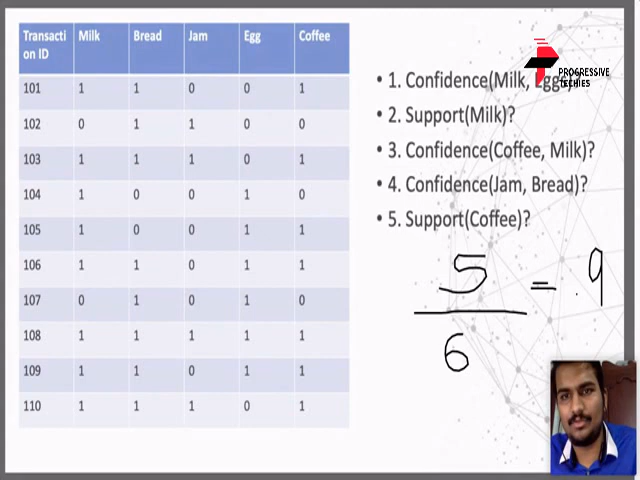 Transacti Milk Bread Jam Egg Coffee
on ID
101 1 1 0 0 1
102 0 1 1 0 0
103 1 1 1 0 1
104 1 0 0 1 0
105 1 0 0 1 1
106 1 1 0 1 1
107 0 1 0 1 0
108 1 1 1 1 1
109 1 1 0 1 1
110 1 1 1 0 1
• 1. Confidence(Milk,
PROGRESSIVE
TECHIES
• 2. Support(Milk)?
• 3. Confidence(Coffee, Milk)?
• 4. Confidence(Jam, Bread)?
• 5. Support(Coffee)?
5
6
= .9